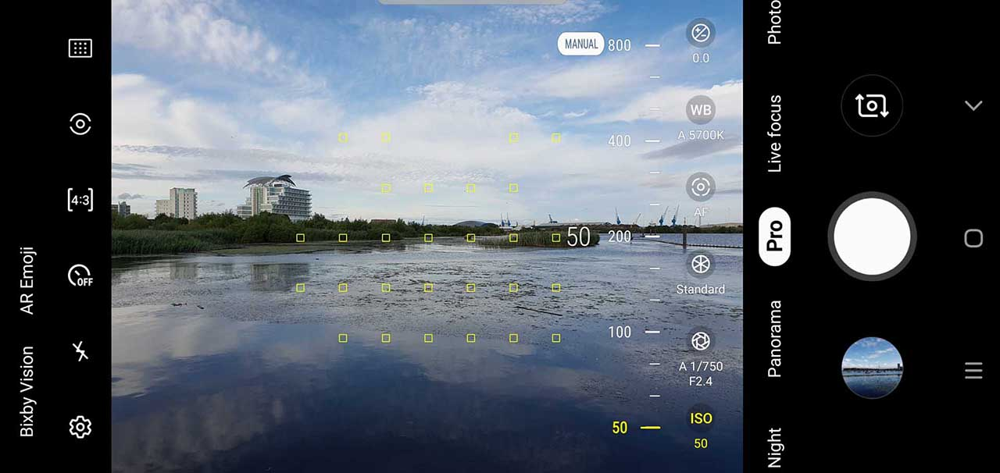 AR Emoji
Bixby Vision
4:3
OFF
MANUAL
800
400
50
200
100
50
0.0
WB
A 5700K
AF
Standard
A 1/750
F2.4
ISO
50
Photo
Live focus
Pro
Panorama
Night